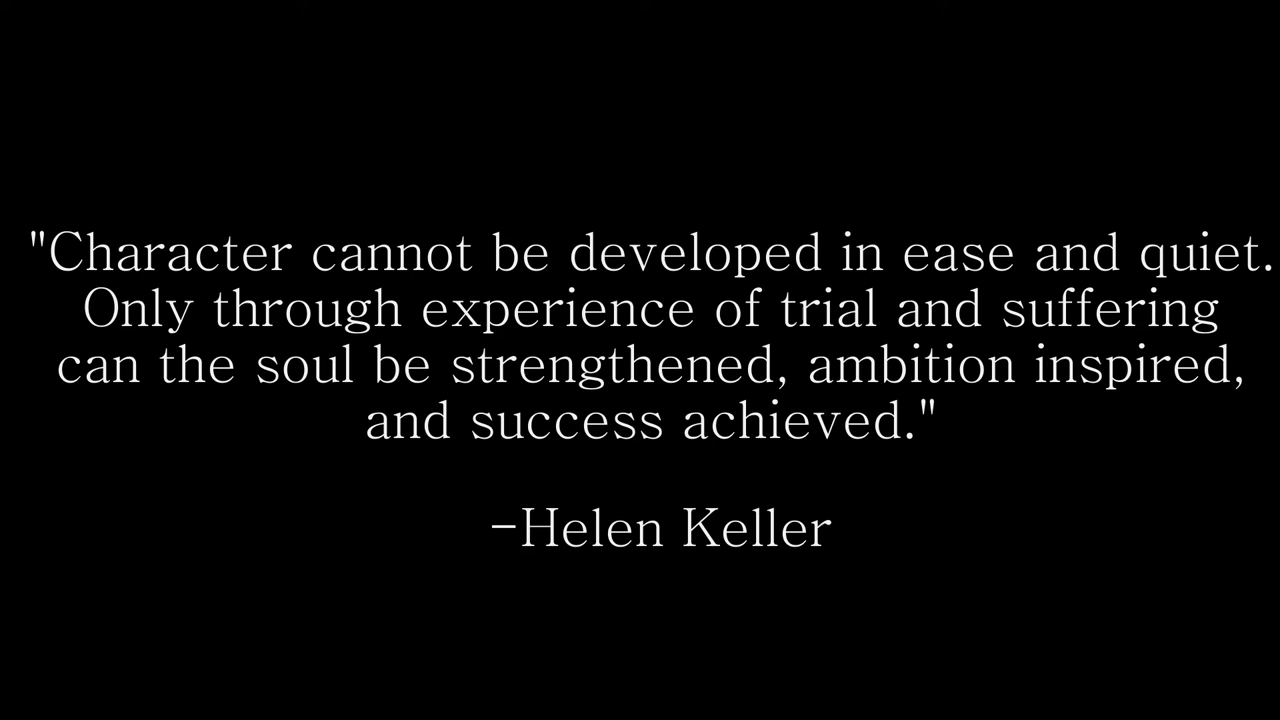 "Character cannot be developed in ease and quiet.
Only through experience of trial and suffering
can the soul be strengthened, ambition inspired,
and success achieved."
-Helen Keller